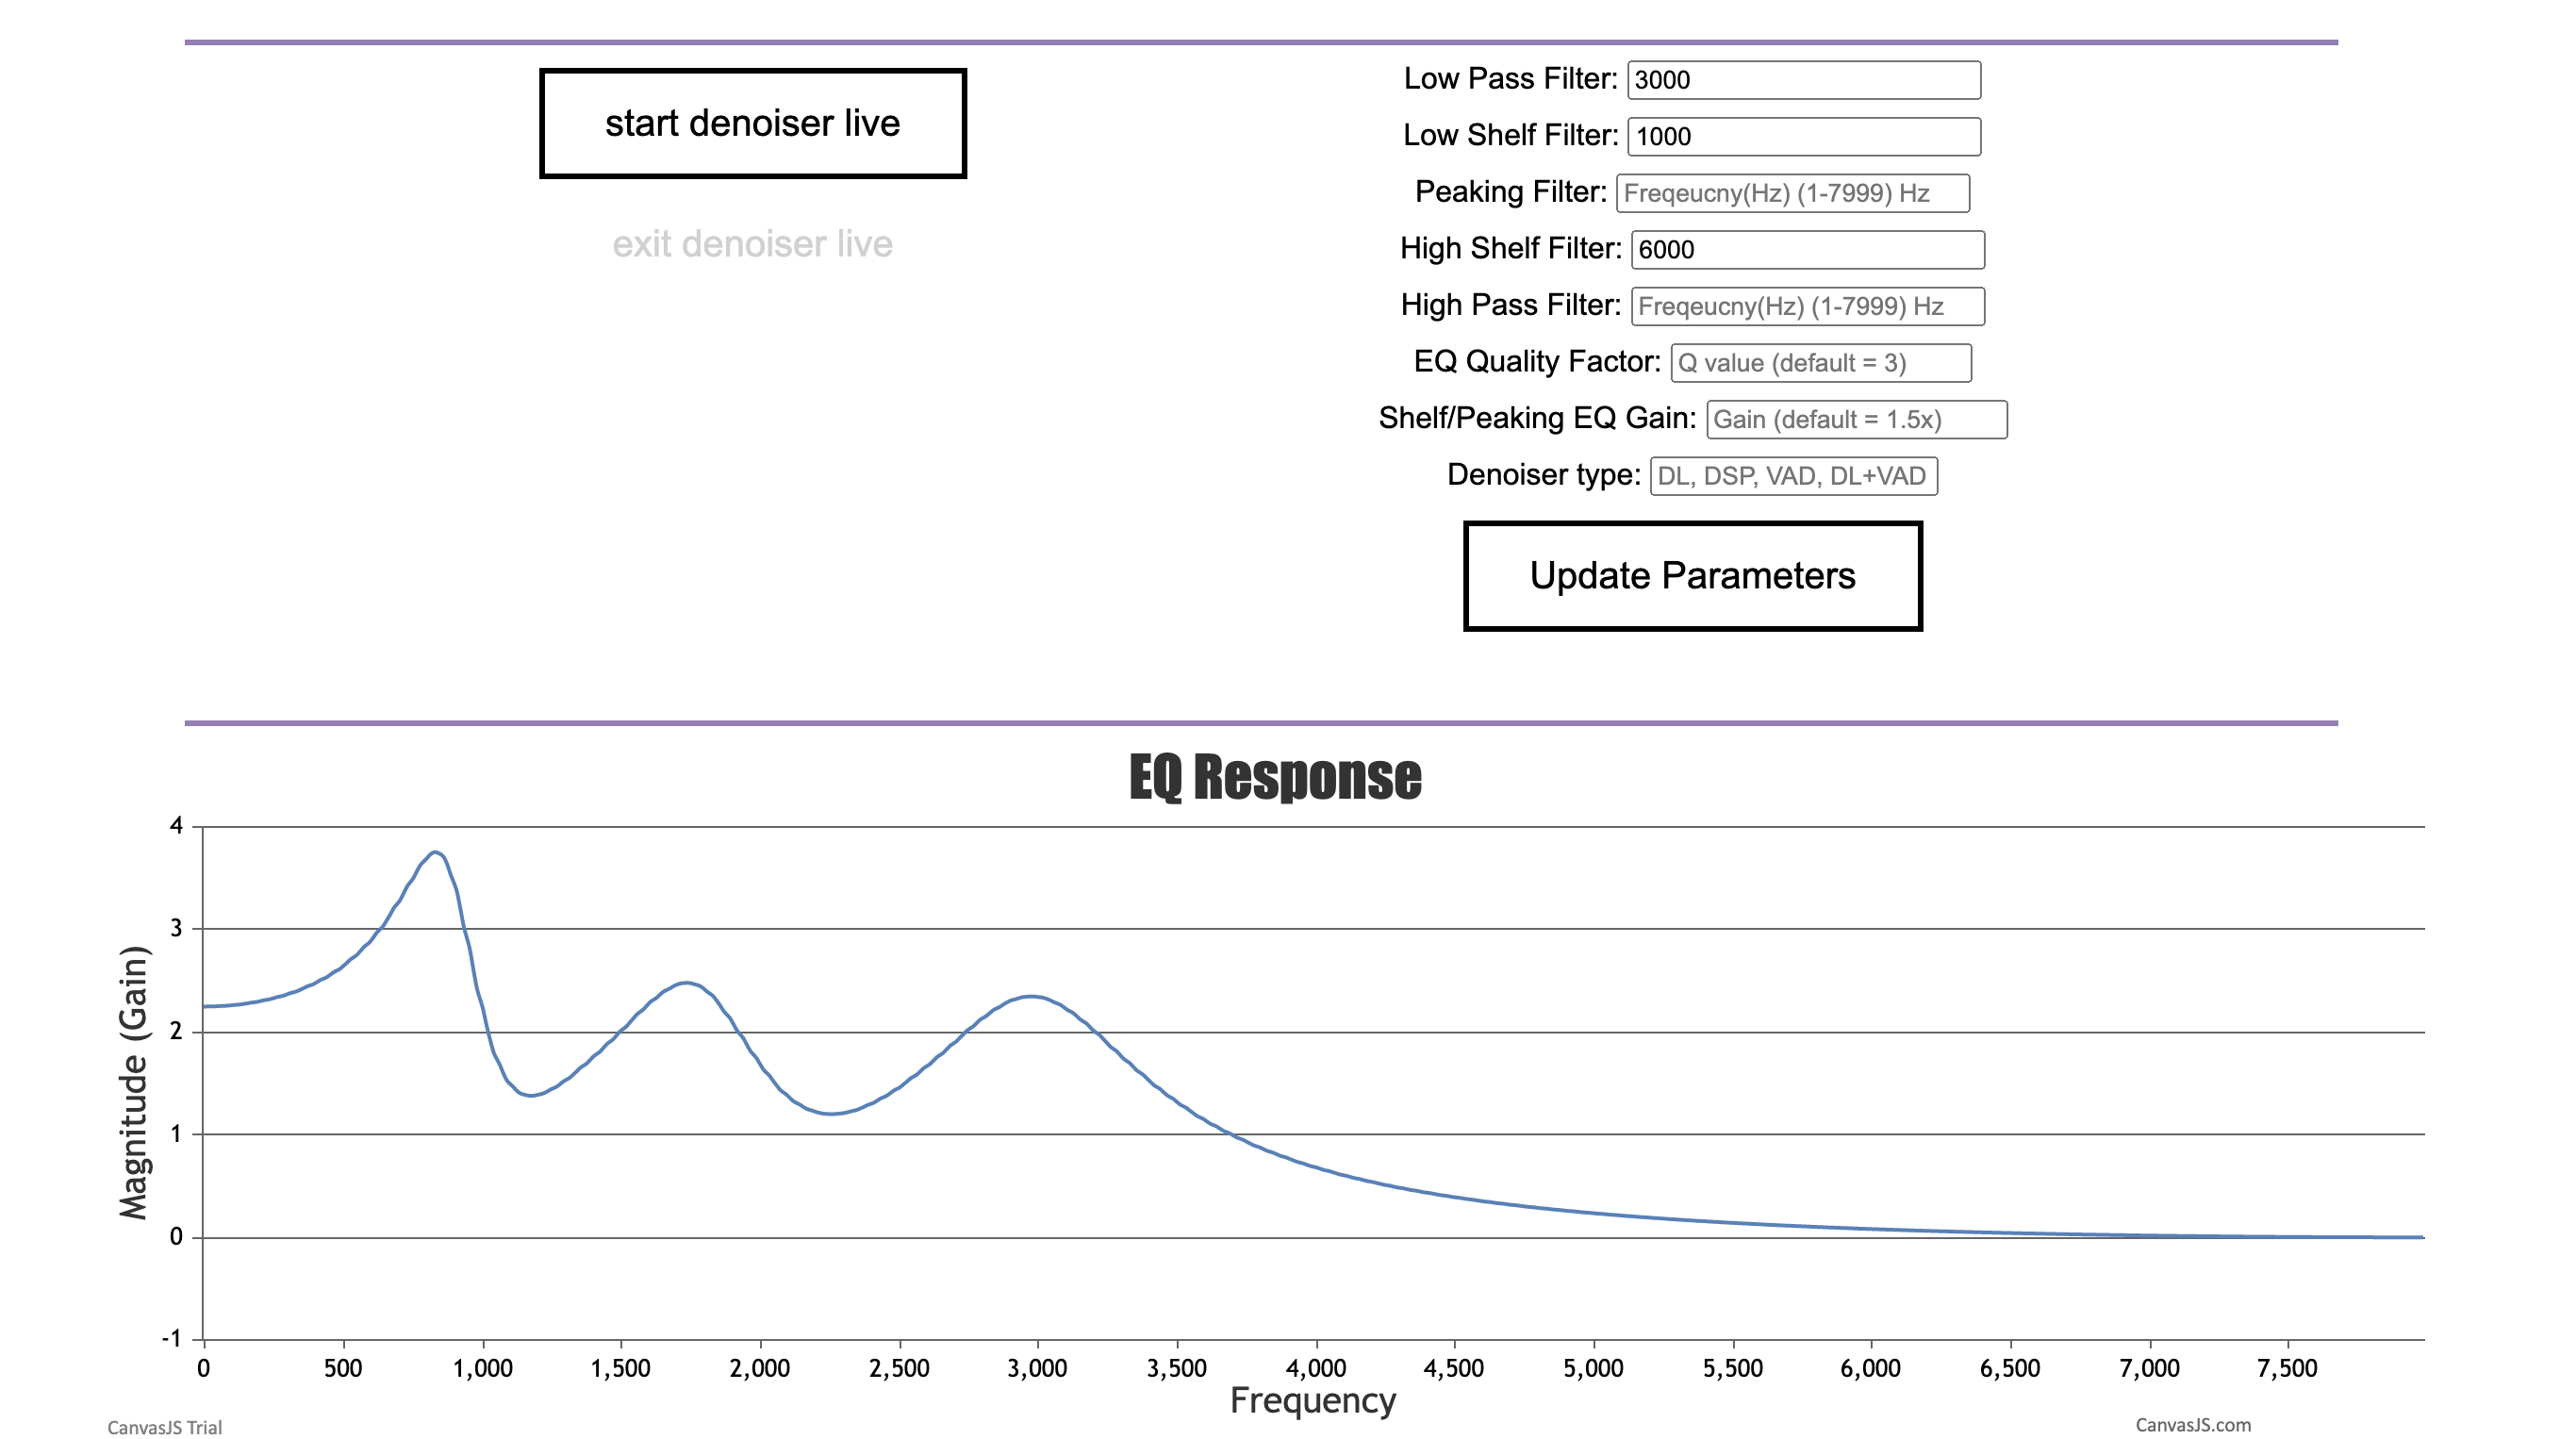 start denoiser live
exit denoiser live
Low Pass Filter: 3000
Low Shelf Filter: 1000
Peaking Filter: Freqeucny(Hz) (1-7999) Hz
High Shelf Filter: 6000
High Pass Filter: Freqeucny(Hz) (1-7999) Hz
EQ Quality Factor: Q value (default = 3)
Shelf/Peaking EQ Gain: Gain (default = 1.5x)
Denoiser type: DL, DSP, VAD, DL+VAD
Update Parameters
EQ Response
Magnitude (Gain)
4
3
2
1
0
-1
0 500 1,000 1,500 2,000 2,500 3,000 3,500 4,000 4,500 5,000 5,500 6,000 6,500 7,000 7,500
Frequency
CanvasJS Trial
CanvasJS.com